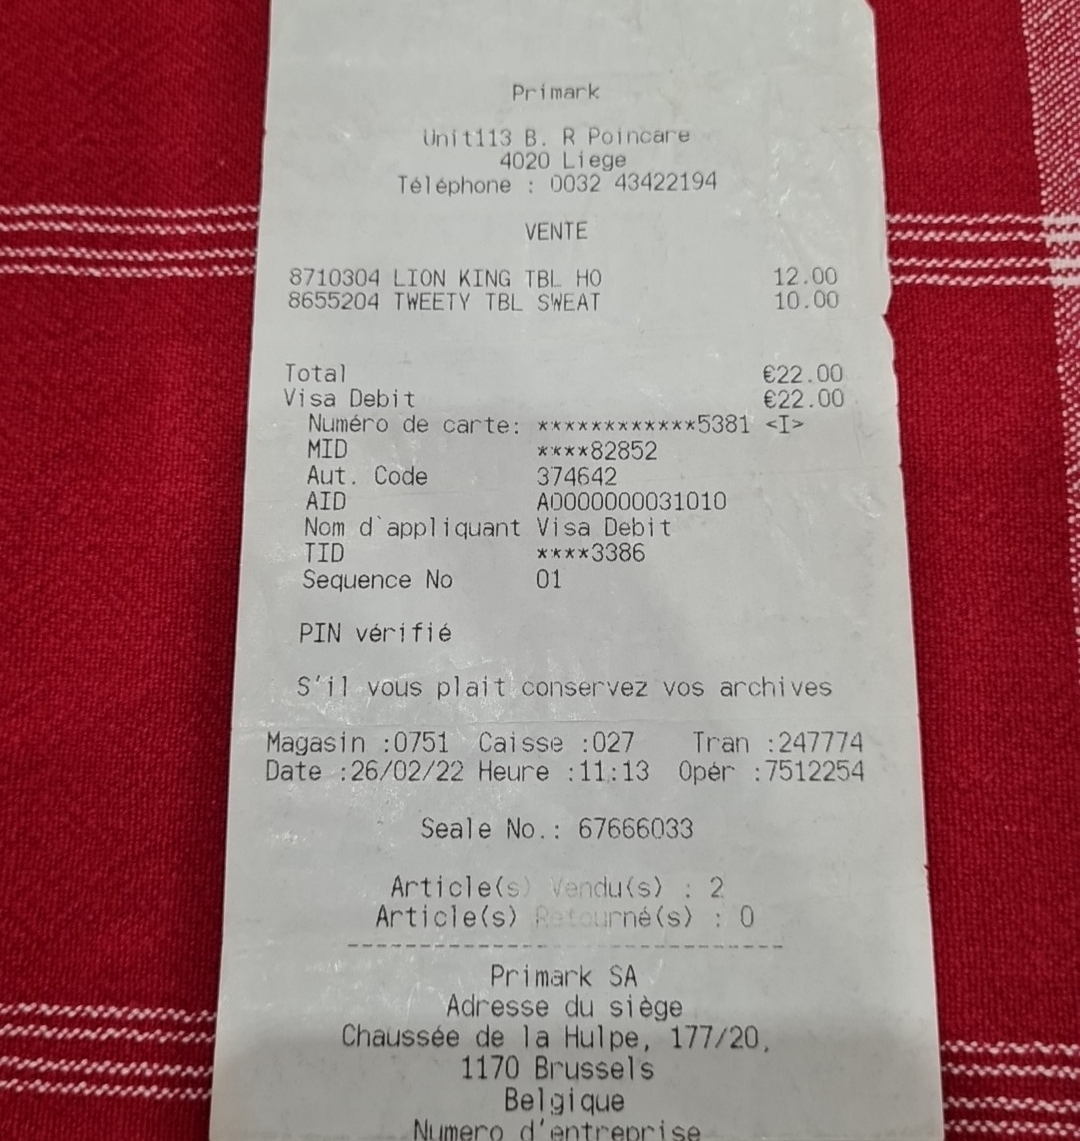 Primark
Unit113 B. R Poincare
4020 Liege
Téléphone : 0032 43422194
VENTE
8710304 LION KING TBL HO 12.00
8655204 TWEETY TBL SWEAT 10.00
Total €22.00
Visa Debit €22.00
Numéro de carte: ************5381 <I>
MID ****82852
Aut. Code 374642
AID A0000000031010
Nom d`appliquant Visa Debit
TID ****3386
Sequence No 01
PIN vérifié
S'il vous plait conservez vos archives
Magasin :0751 Caisse :027 Tran :247774
Date :26/02/22 Heure :11:13 Opér :7512254
Seale No.: 67666033
Article(s) Vendu(s) : 2
Article(s) Retourné(s) : 0
------------------------------
Primark SA
Adresse du siège
Chaussée de la Hulpe, 177/20,
1170 Brussels
Belgique
Numero d'entreprise